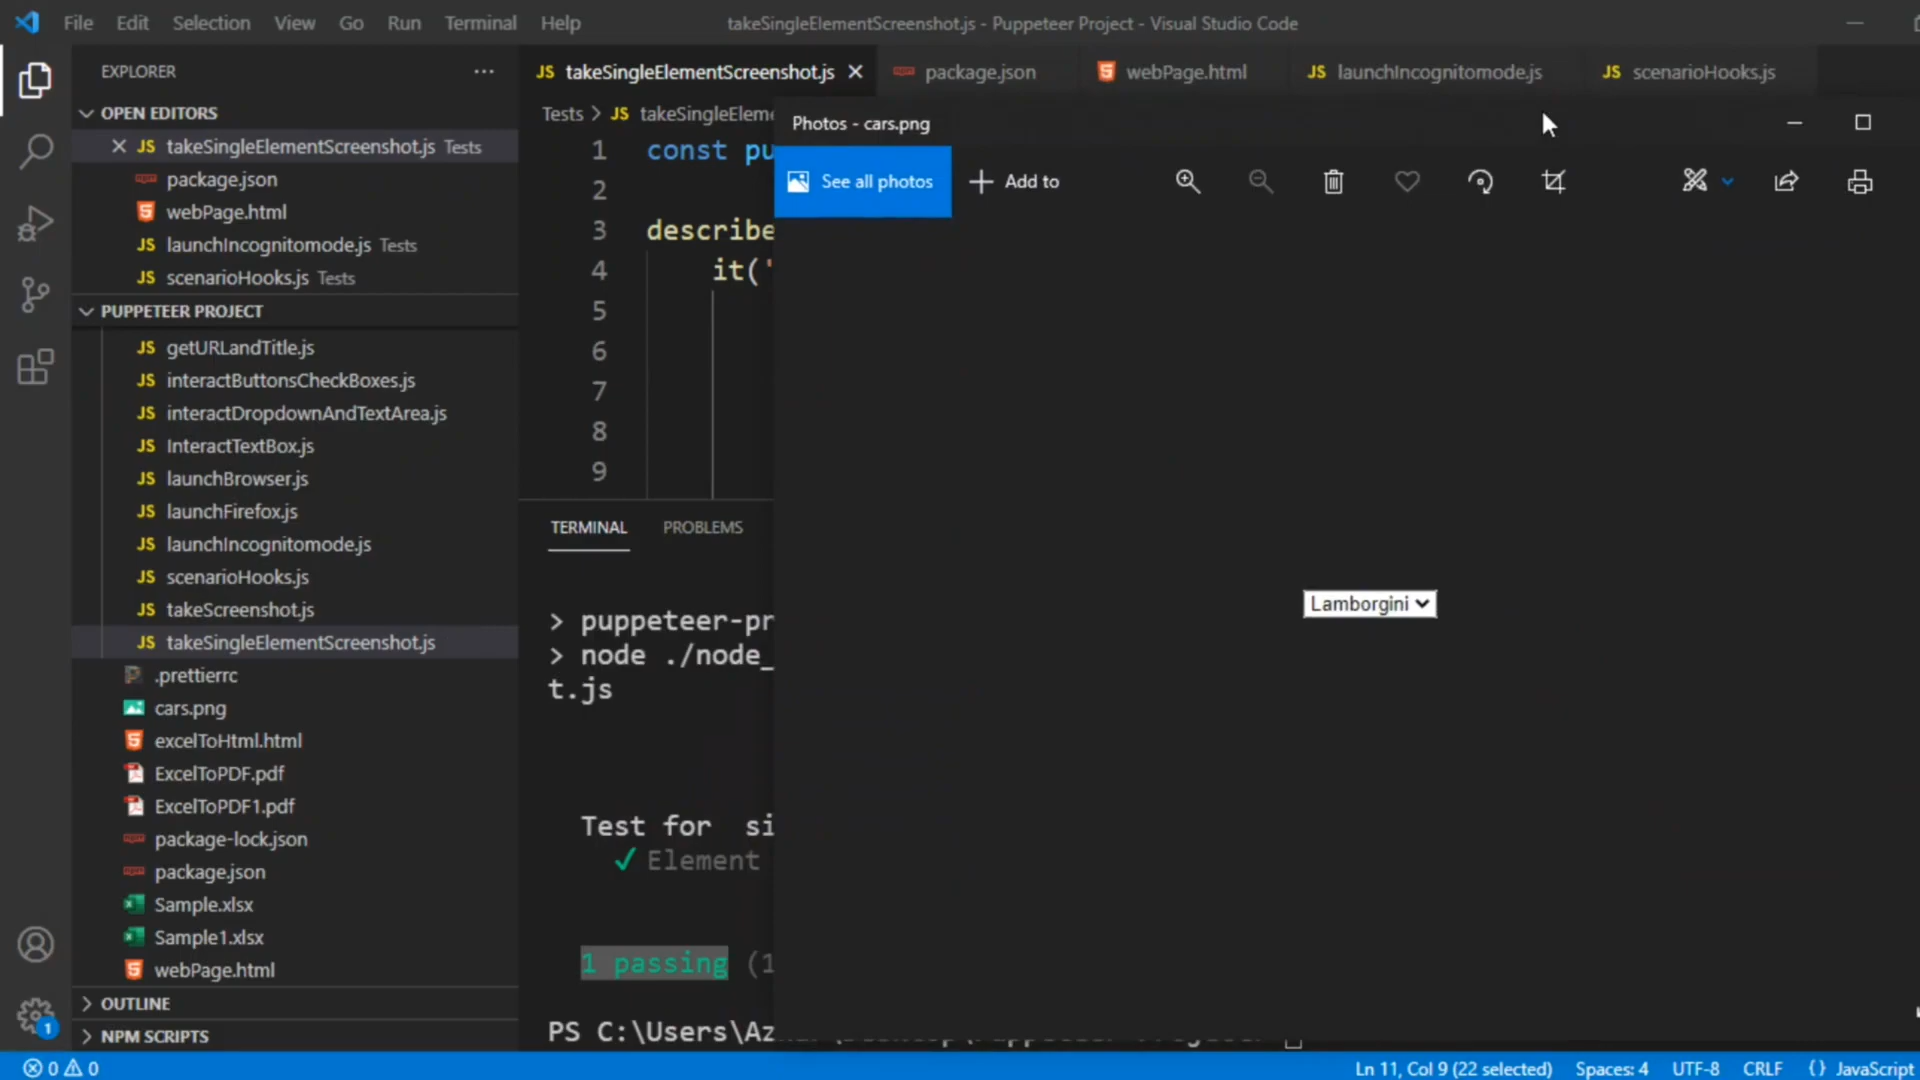 File Edit Selection View Go Run Terminal Help
takeSingleElementScreenshot.js - Puppeteer Project - Visual Studio Code
EXPLORER
OPEN EDITORS
JS takeSingleElementScreenshot.js Tests
package.json
webPage.html
launchIncognitomode.js Tests
scenarioHooks.js Tests
PUPPETEER PROJECT
JS getURLandTitle.js
JS interactButtonsCheckBoxes.js
JS interactDropdownAndTextArea.js
JS InteractTextBox.js
JS launchBrowser.js
JS launchFirefox.js
JS launchIncognitomode.js
JS scenarioHooks.js
JS takeScreenshot.js
JS takeSingleElementScreenshot.js
.prettierrc
cars.png
excelToHtml.html
ExcelToPDF.pdf
ExcelToPDF1.pdf
package-lock.json
package.json
Sample.xlsx
Sample1.xlsx
webPage.html
OUTLINE
NPM SCRIPTS
JS takeSingleElementScreenshot.js package.json webPage.html JS launchIncognitomode.js JS scenarioHooks.js
Tests > JS takeSingleEleme
1 const pu
2
3 describe
4 it('
5
6
7
8
9
TERMINAL PROBLEMS
> puppeteer-pr
> node ./node_
t.js
Test for si
✓ Element
1 passing (1
PS C:\Users\Az
Photos - cars.png
See all photos + Add to
Lamborgini
1
0 0
Ln 11, Col 9 (22 selected) Spaces: 4 UTF-8 CRLF {} JavaScript